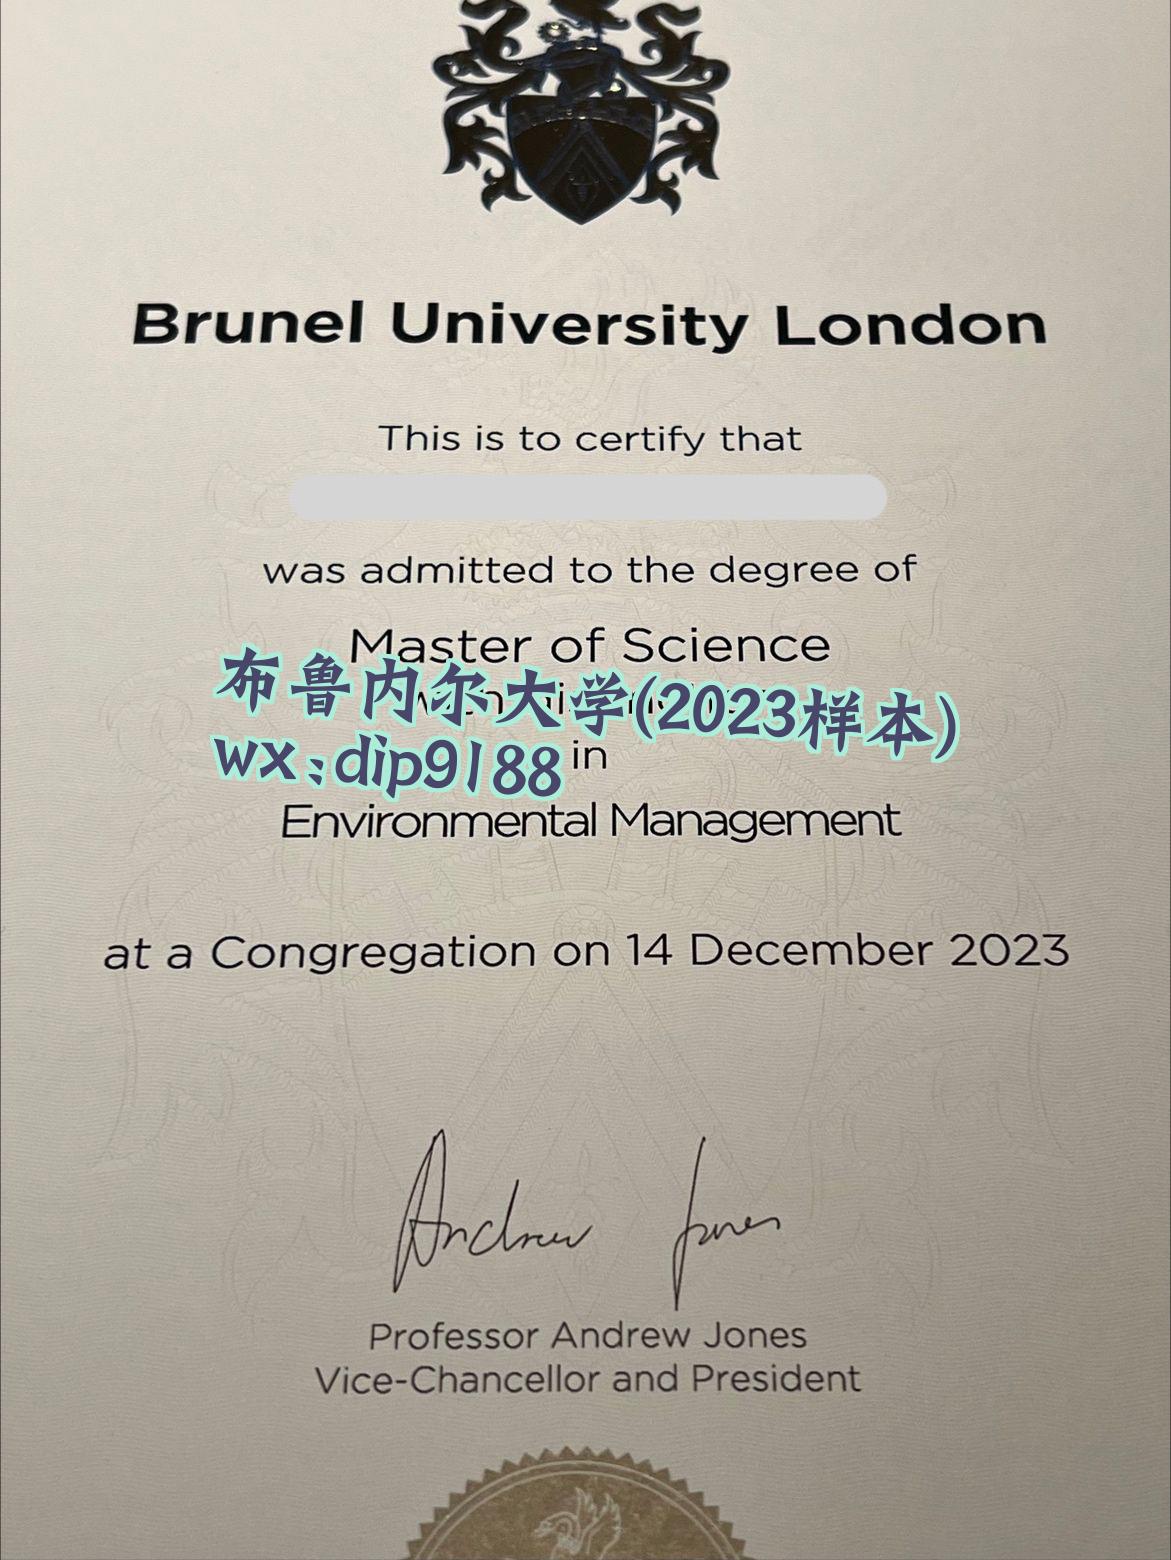 Brunel University London
This is to certify that
was admitted to the degree of
Master of Science
布鲁内尔大学(2023样本)
wx:dip9188
in
Environmental Management
at a Congregation on 14 December 2023
Andrew Jones
Professor Andrew Jones
Vice-Chancellor and President